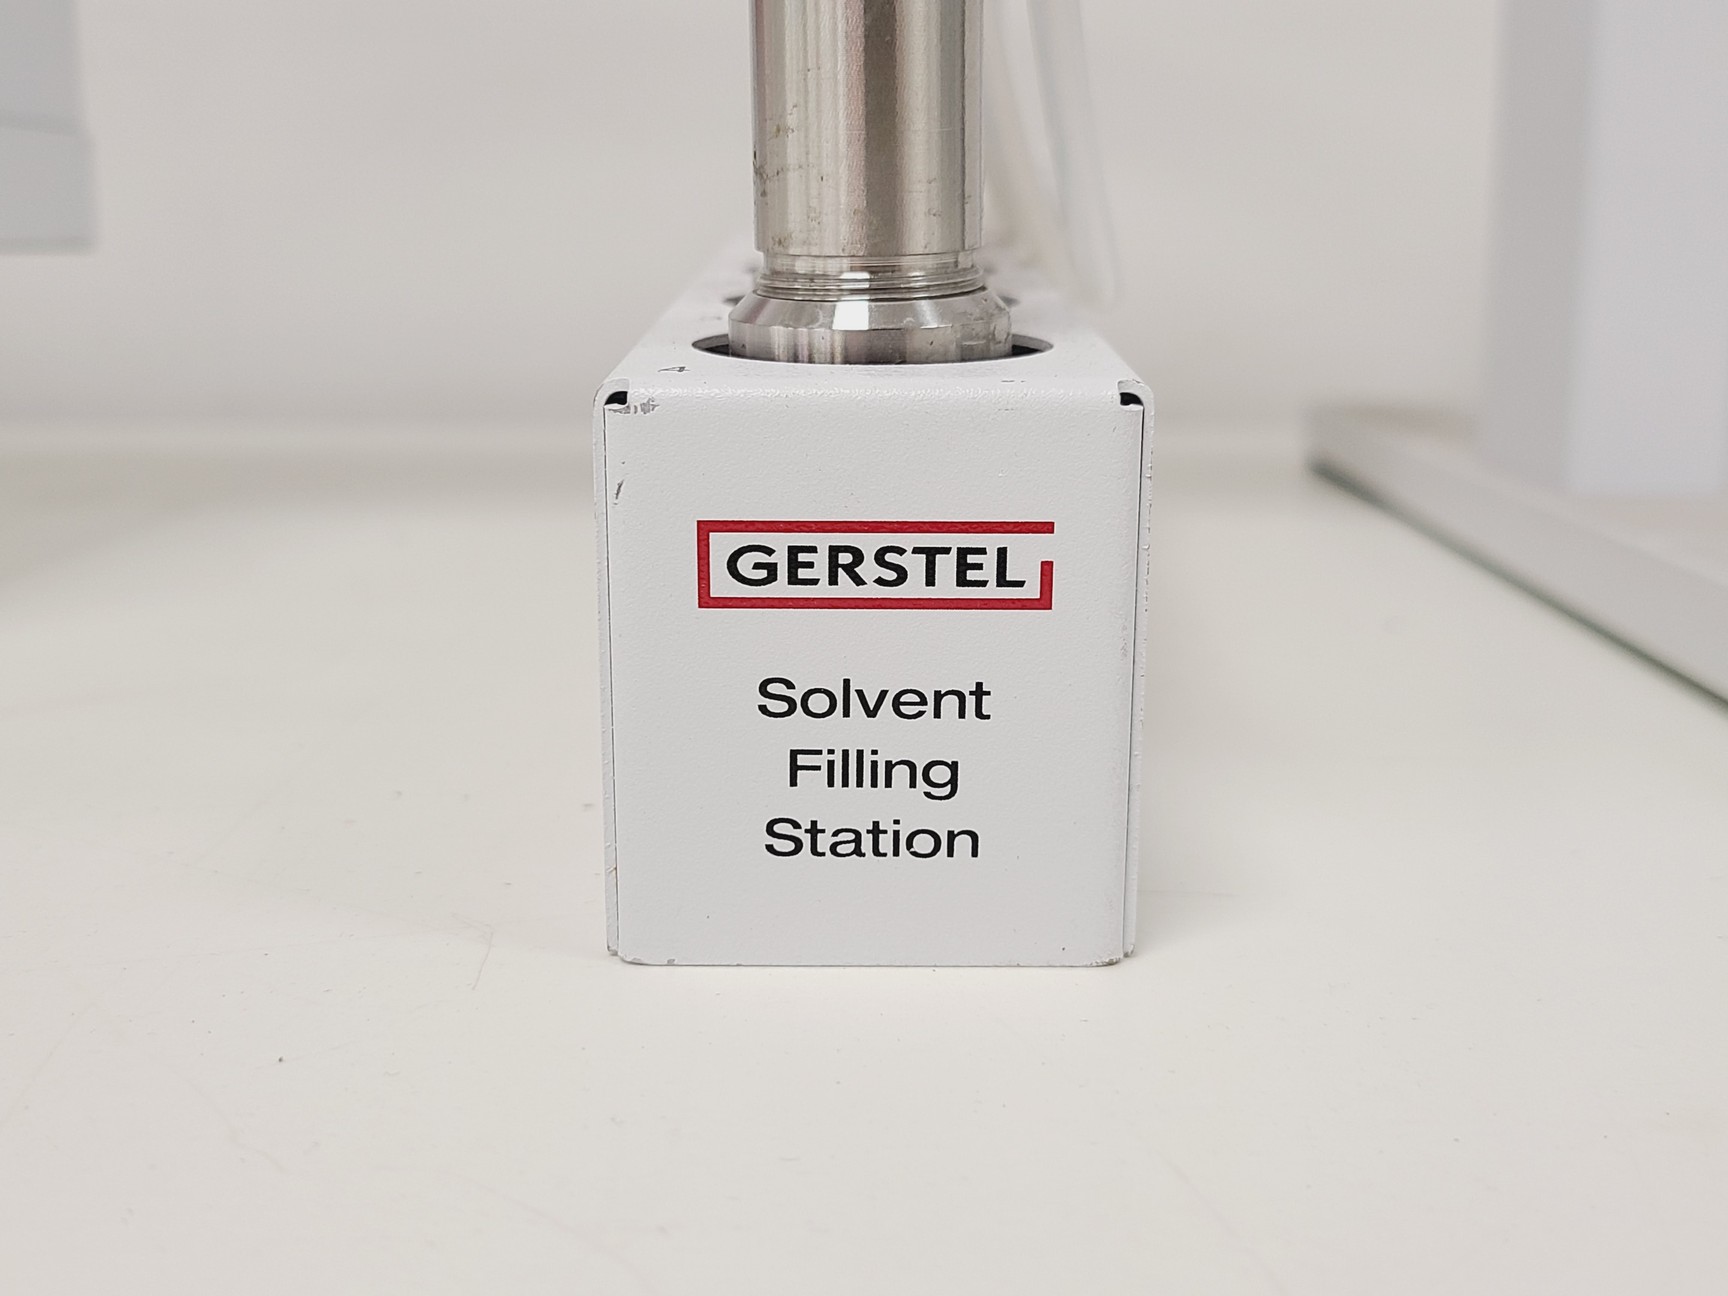 GERSTEL
Solvent
Filling
Station